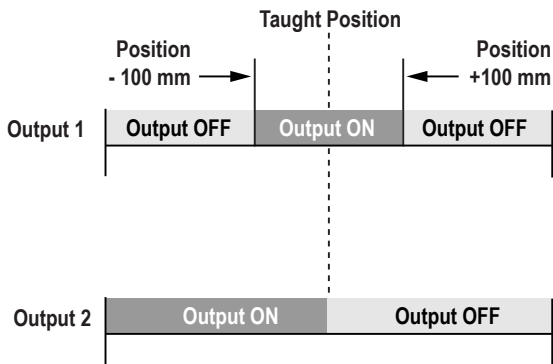 Taught Position
Position
- 100 mm
Position
+100 mm
Output 1
Output OFF
Output ON
Output OFF
Output 2
Output ON
Output OFF